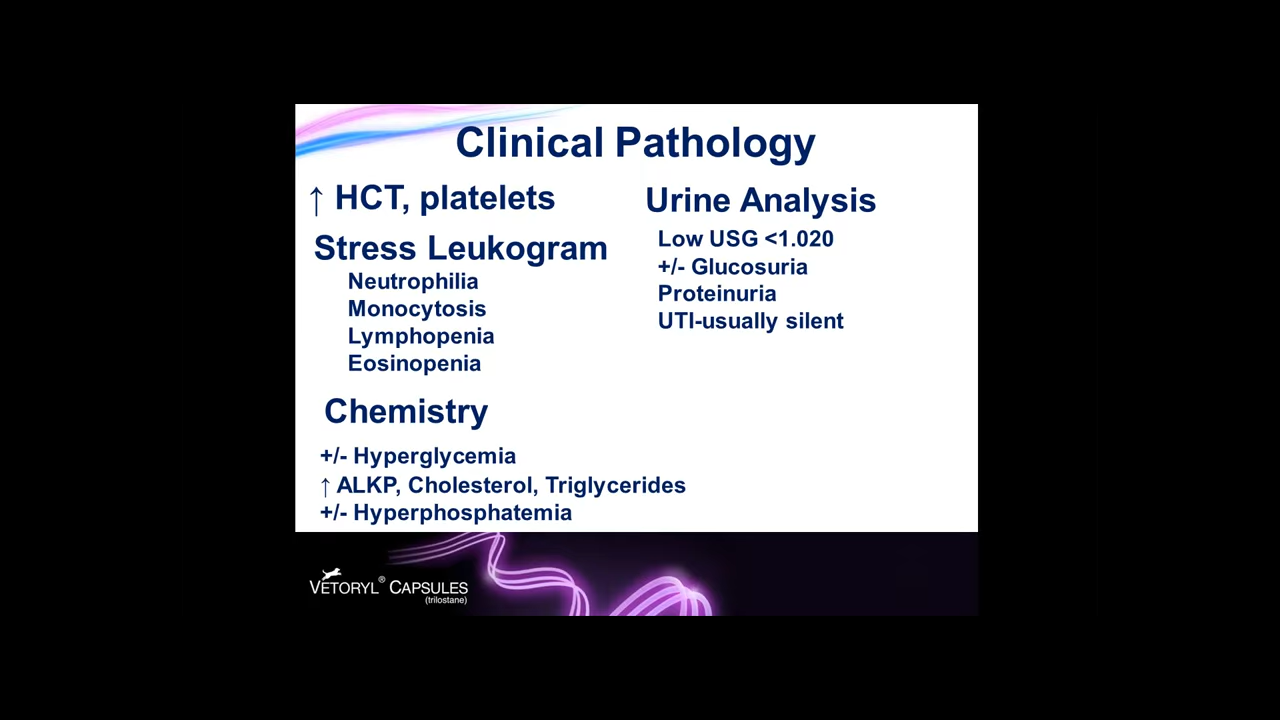 Clinical Pathology
↑ HCT, platelets
Stress Leukogram
Neutrophilia
Monocytosis
Lymphopenia
Eosinopenia
Chemistry
+/- Hyperglycemia
↑ ALKP, Cholesterol, Triglycerides
+/- Hyperphosphatemia
Urine Analysis
Low USG <1.020
+/- Glucosuria
Proteinuria
UTI-usually silent
VETORYL® CAPSULES
(trilostane)